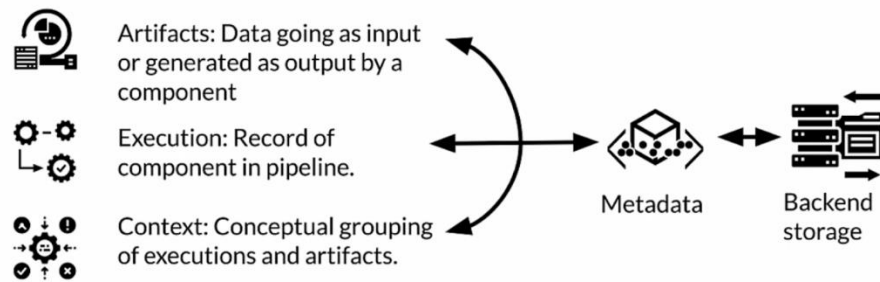 Artifacts: Data going as input
or generated as output by a
component
Execution: Record of
component in pipeline.
Context: Conceptual grouping
of executions and artifacts.
Metadata
Backend
storage